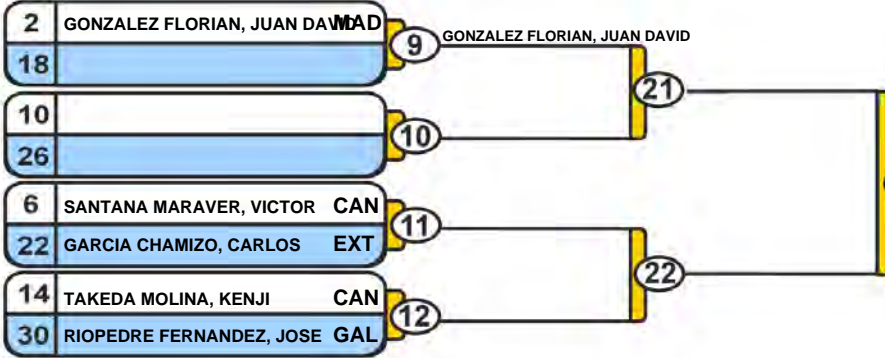 2 GONZALEZ FLORIAN, JUAN DAVID MAD
9 GONZALEZ FLORIAN, JUAN DAVID
18
21
10
10
26
6 SANTANA MARAVER, VICTOR CAN
11
22 GARCIA CHAMIZO, CARLOS EXT
22
14 TAKEDA MOLINA, KENJI CAN
12
30 RIOPEDRE FERNANDEZ, JOSE GAL